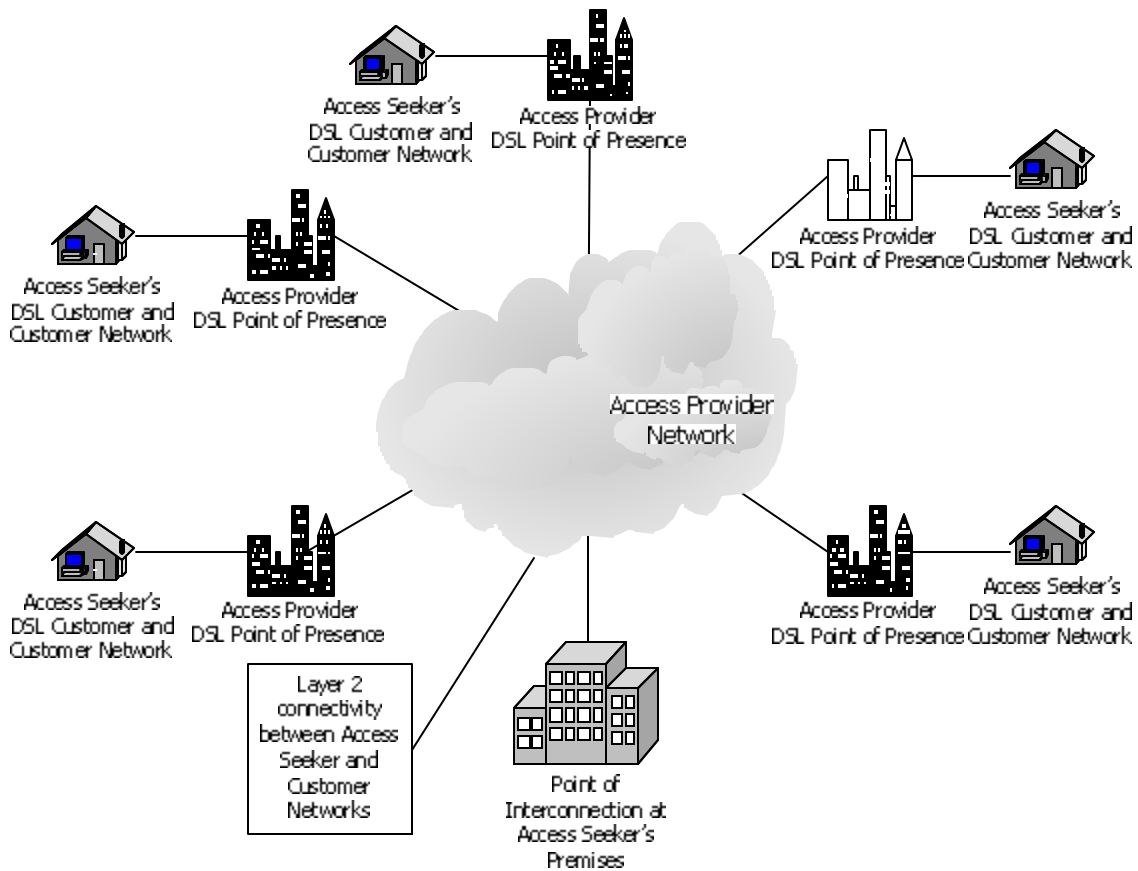 Access Seeker's
DSL Customer and
Customer Network
Access Provider
DSL Point of Presence
Access Provider
DSL Point of Presence
Access Seeker's
DSL Customer and
Customer Network
Access Seeker's
DSL Customer and
Customer Network
Access Provider
DSL Point of Presence
Access Provider
Network
Access Seeker's
DSL Customer and
Customer Network
Access Provider
DSL Point of Presence
Access Provider
DSL Point of Presence
Access Seeker's
DSL Customer and
Customer Network
Layer 2
connectivity
between Access
Seeker and
Customer
Networks
Point of
Interconnection at
Access Seeker's
Premises